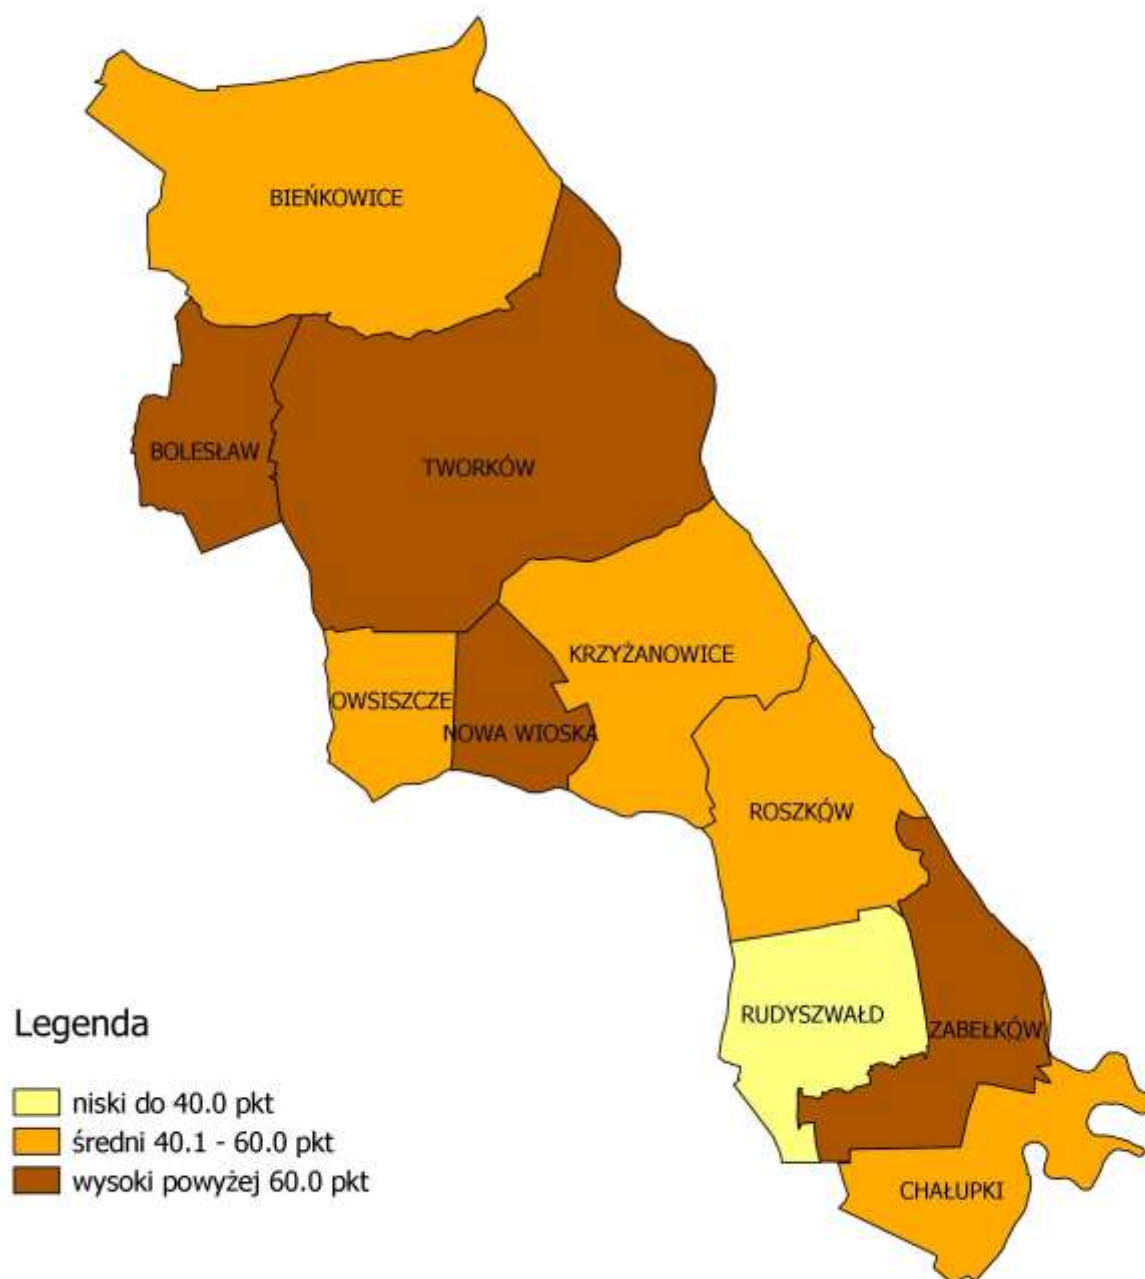 BIEŃKOWICE
BOLESŁAW
TWORKÓW
KRZYŻANOWICE
OWSISZCZE
NOWA WIOSKA
ROSZKÓW
RUDYSZWAŁD
ZABEŁKÓW
CHAŁUPKI
Legenda
niski do 40.0 pkt
średni 40.1 - 60.0 pkt
wysoki powyżej 60.0 pkt